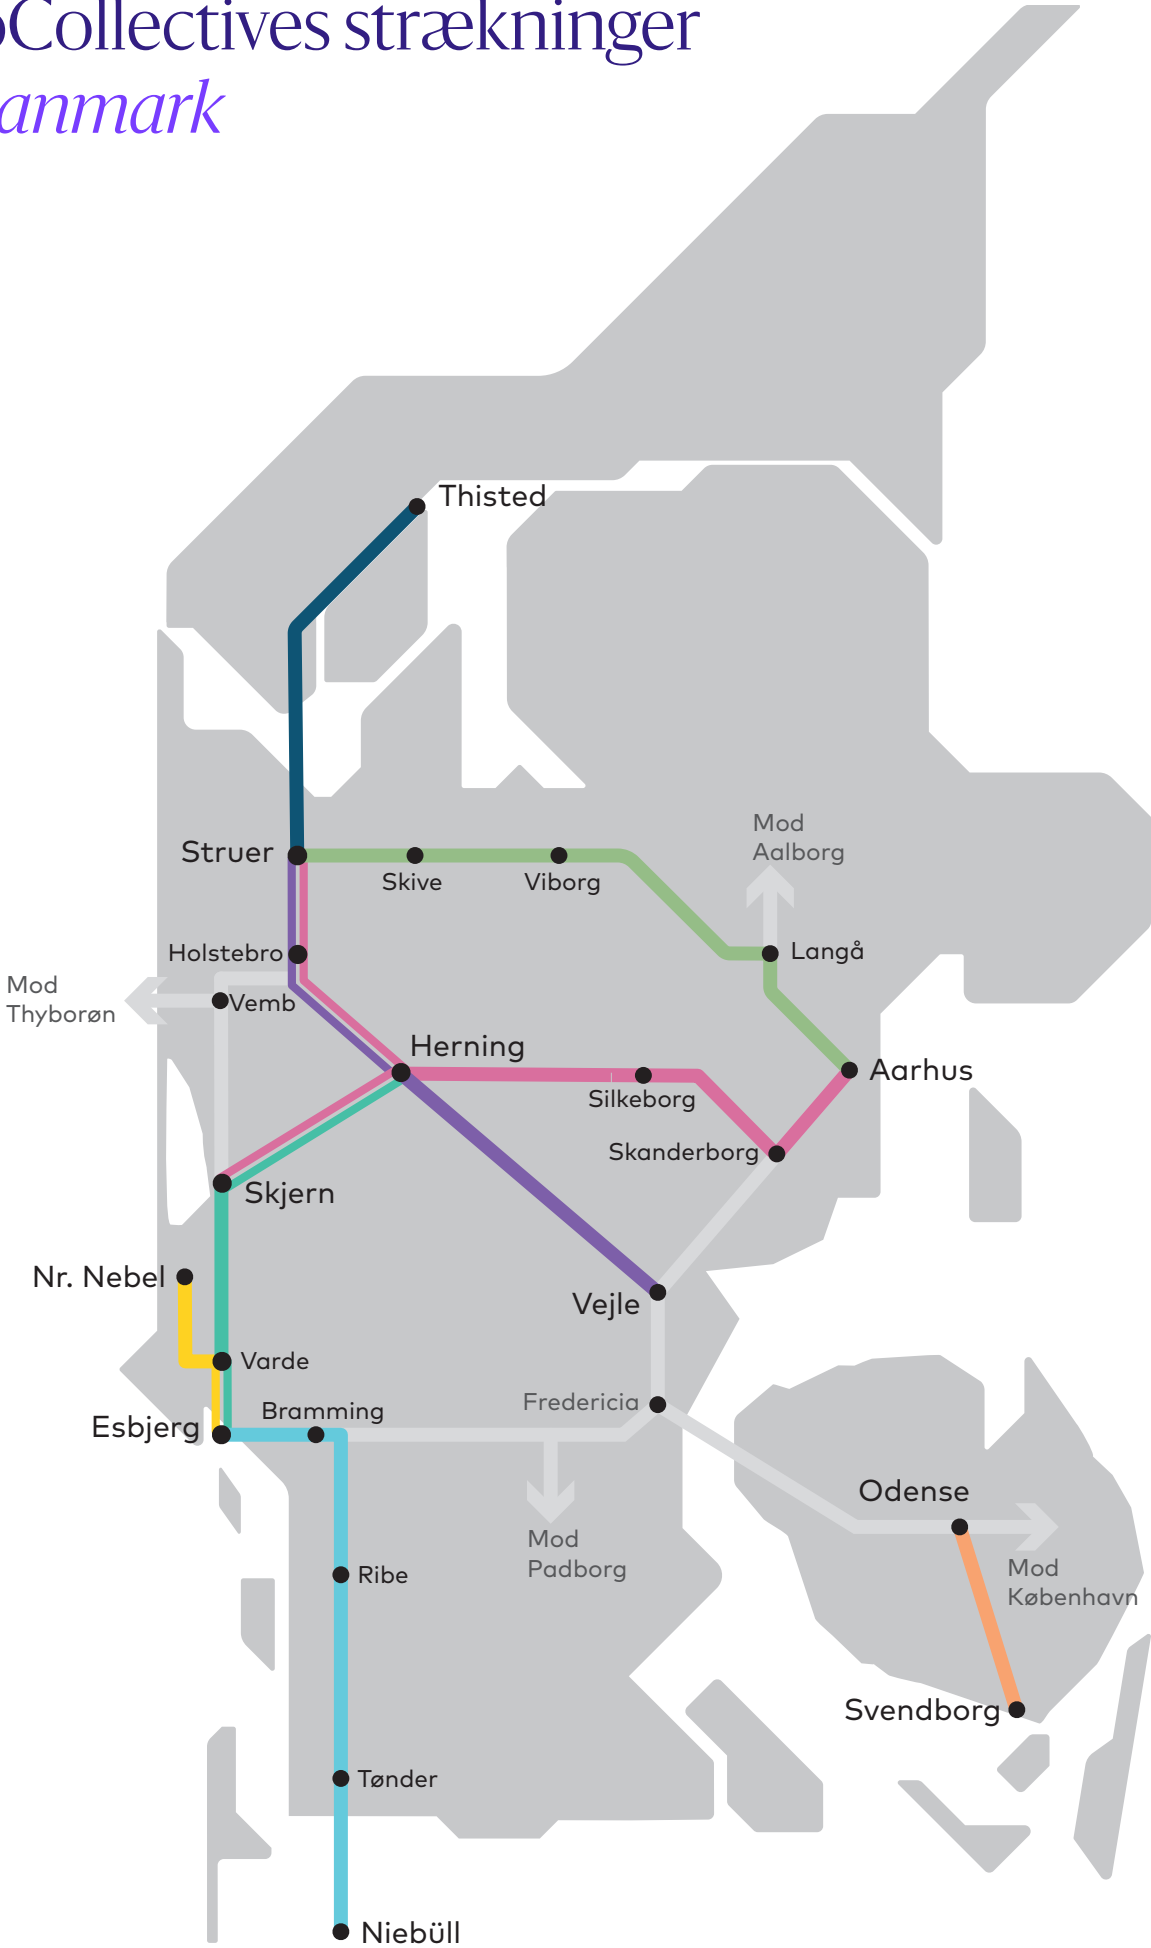 Collectives strækninger
anmark
Thisted
Mod
Aalborg
Struer
Skive
Viborg
Holstebro
Langå
Mod
Thyborøn
Vemb
Herning
Aarhus
Silkeborg
Skanderborg
Skjern
Nr. Nebel
Vejle
Varde
Fredericia
Bramming
Esbjerg
Odense
Mod
Padborg
Ribe
Mod
København
Svendborg
Tønder
Niebüll